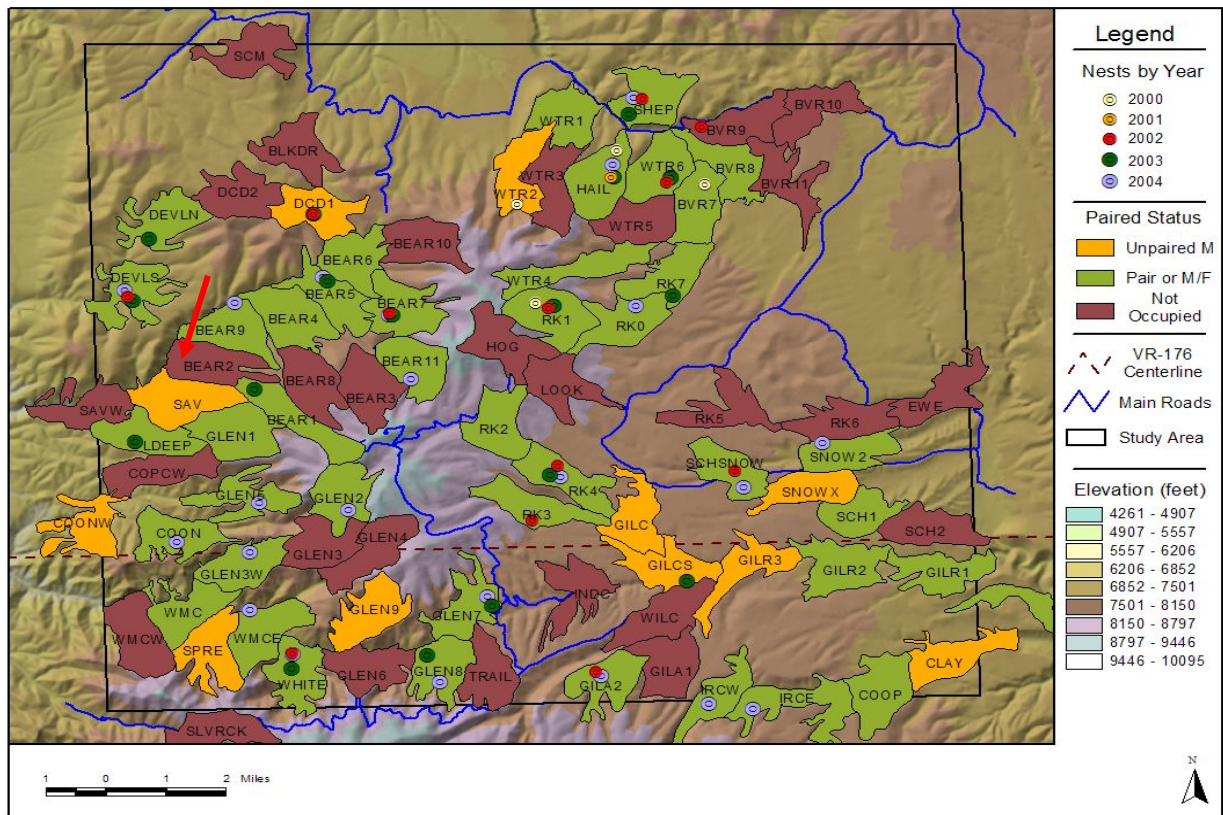 SCM
BLKDR
DCD2
DCD1
DEVLN
DEVLS
BEAR10
BEAR6
BEAR5
BEAR7
BEAR9
BEAR4
BEAR2
BEAR8
BEAR3
BEAR11
BEAR1
SAVW
SAV
LDEEP
GLEN1
COPCW
COONW
COON
GLEN5
GLEN2
GLEN3
GLEN4
GLEN3W
WMC
WMCW
SPRE
WMCE
WHITE
GLEN9
GLEN7
GLEN6
GLEN8
TRAIL
SLVRCK
WTR1
SHEP
WTR2
WTR3
HAIL
WTR6
WTR5
BVR9
BVR10
BVR8
BVR7
BVR11
WTR4
RK7
RK1
RK0
HOG
LOOK
RK5
RK6
EWE
RK2
RK4
RK3
SCHSNOW
SNOW2
SNOWX
SCH1
SCH2
GILC
GILCS
GILR3
GILR2
GILR1
INDC
WILC
GILA1
GILA2
IRCW
IRCE
COOP
CLAY
Legend
Nests by Year
2000
2001
2002
2003
2004
Paired Status
Unpaired M
Pair or M/F
Not
Occupied
VR-176
Centerline
Main Roads
Study Area
Elevation (feet)
4261 - 4907
4907 - 5557
5557 - 6206
6206 - 6852
6852 - 7501
7501 - 8150
8150 - 8797
8797 - 9446
9446 - 10095
1 0 1 2 Miles
N